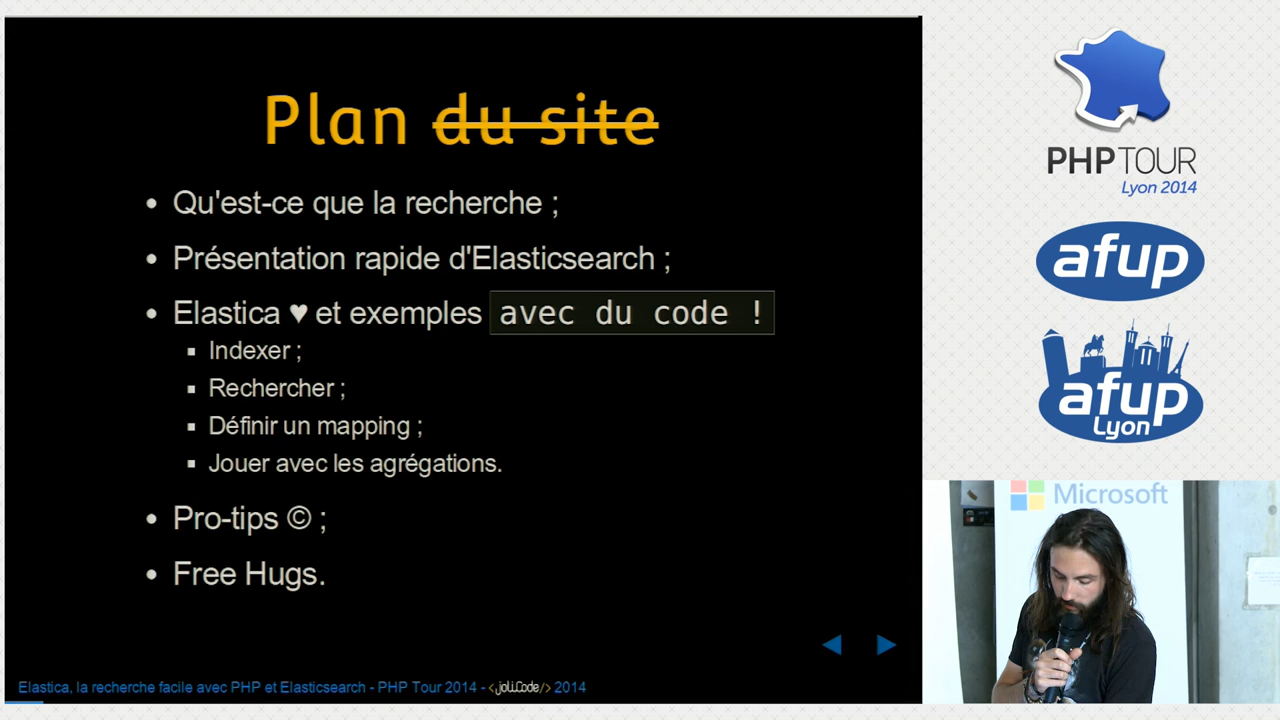 Plan du site
Qu'est-ce que la recherche ;
Présentation rapide d'Elasticsearch ;
Elastica ♥ et exemples avec du code !
Indexer ;
Rechercher ;
Définir un mapping ;
Jouer avec les agrégations.
Pro-tips © ;
Free Hugs.
Elastica, la recherche facile avec PHP et Elasticsearch - PHP Tour 2014 - <joliCode/> 2014
PHP TOUR
Lyon 2014
afup
afup
Lyon
Microsoft